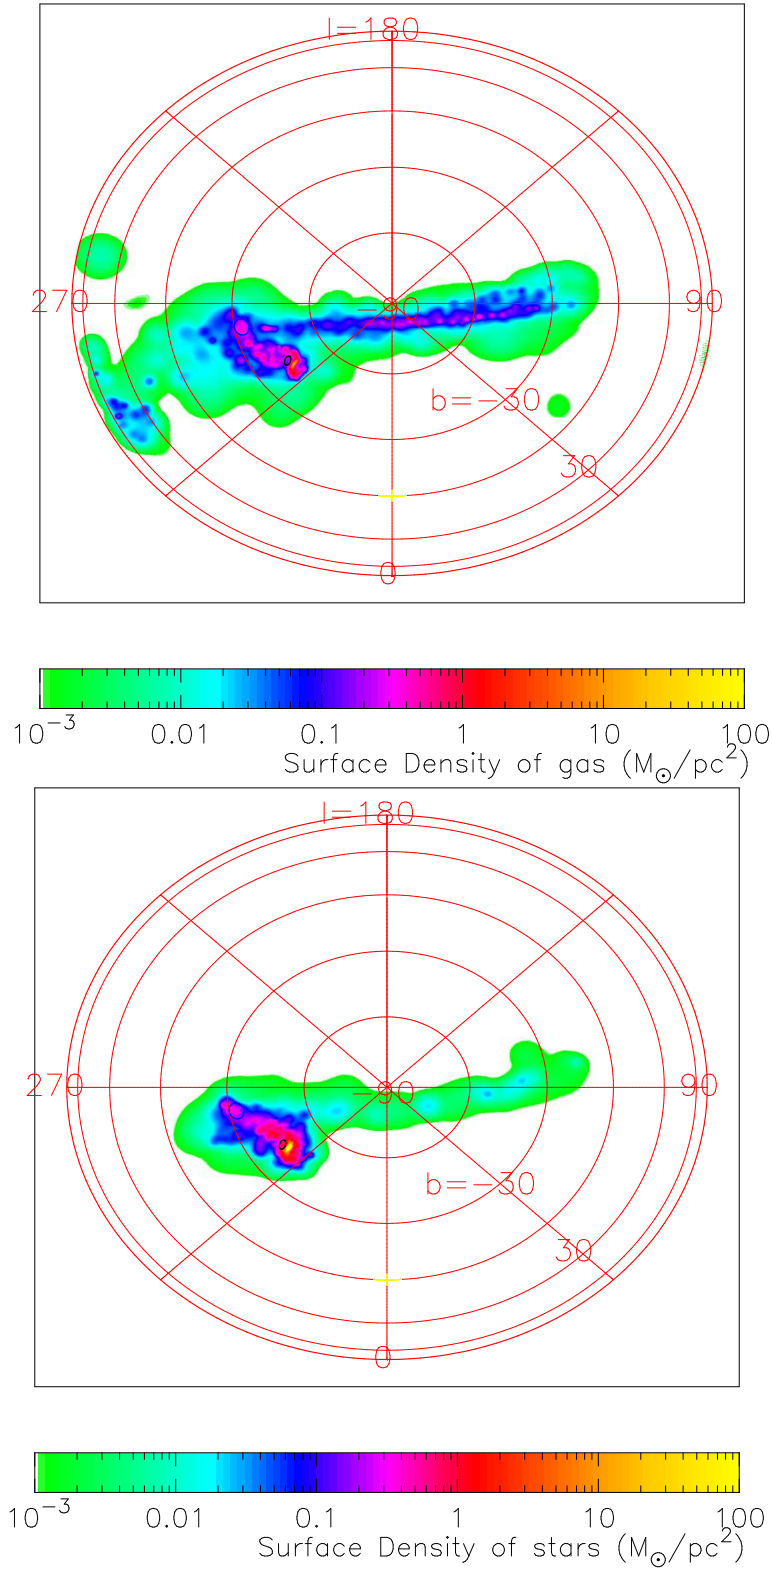 l=180
270
−90
90
b=−30
30
0
10⁻³ 0.01 0.1 1 10 100
Surface Density of gas (M⊙/pc²)
l=180
270
−90
90
b=−30
30
0
10⁻³ 0.01 0.1 1 10 100
Surface Density of stars (M⊙/pc²)